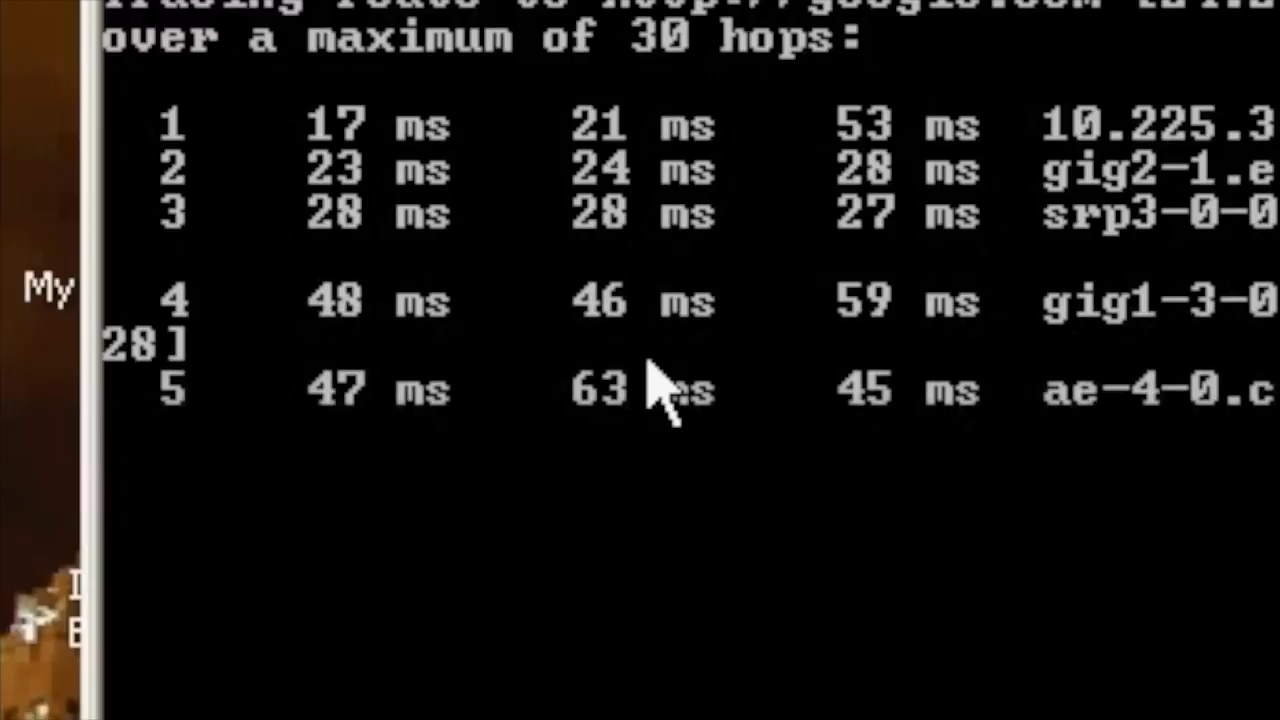 over a maximum of 30 hops:
1 17 ms 21 ms 53 ms 10.225.3
2 23 ms 24 ms 28 ms gig2-1.e
3 28 ms 28 ms 27 ms srp3-0-0
My
4 48 ms 46 ms 59 ms gig1-3-0
28]
5 47 ms 63 ms 45 ms ae-4-0.c